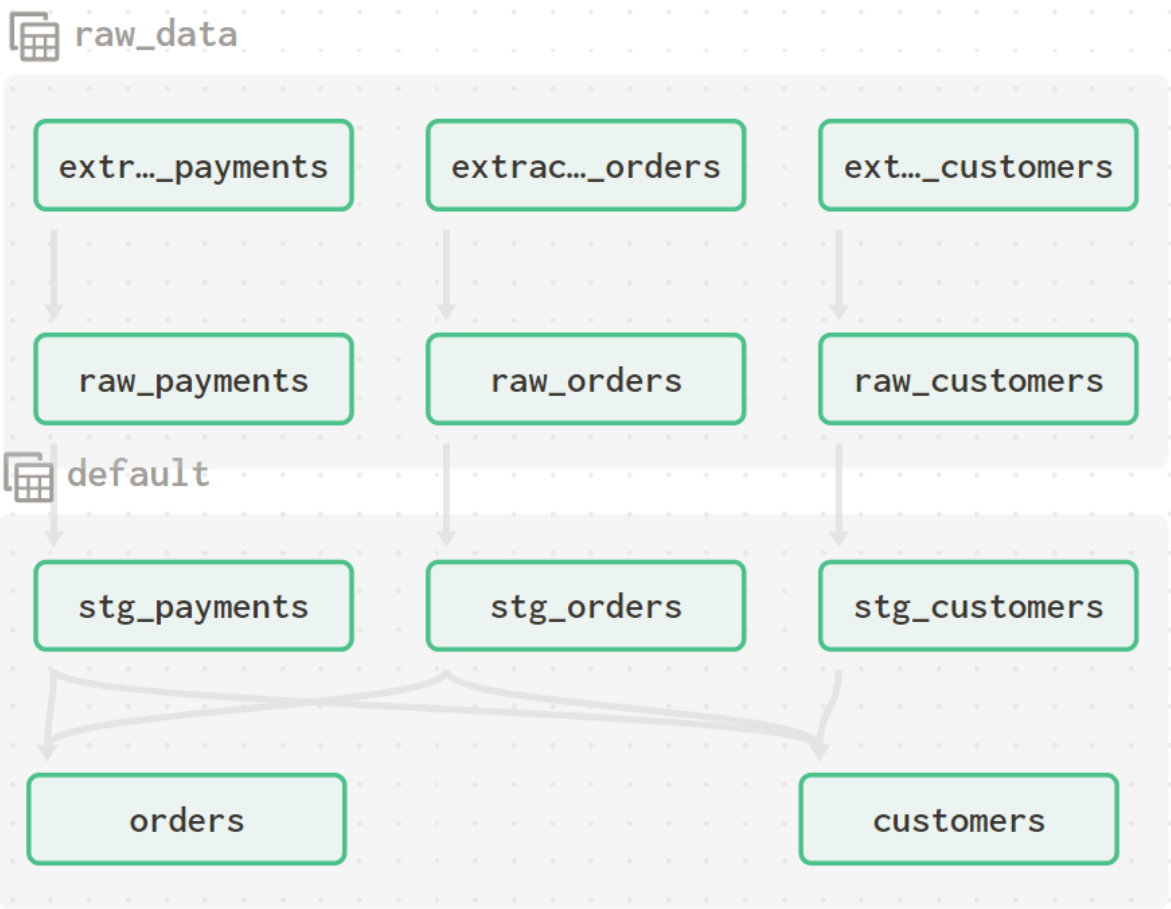 raw_data
extr…_payments
extrac…_orders
ext…_customers
raw_payments
raw_orders
raw_customers
default
stg_payments
stg_orders
stg_customers
orders
customers